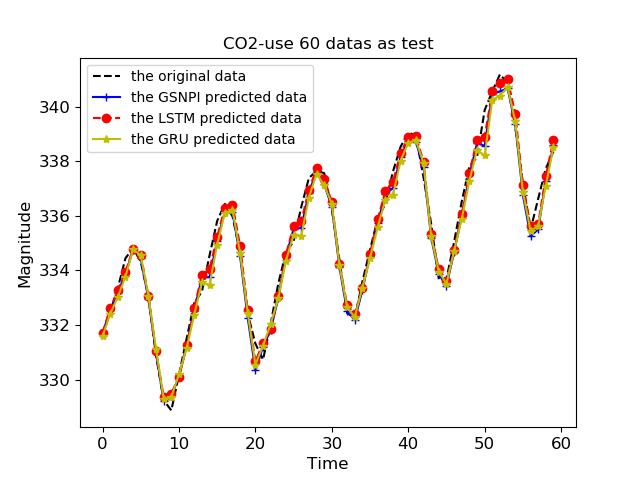 CO2-use 60 datas as test
the original data
the GSNPI predicted data
the LSTM predicted data
the GRU predicted data
340
338
336
334
332
330
Magnitude
0 10 20 30 40 50 60
Time